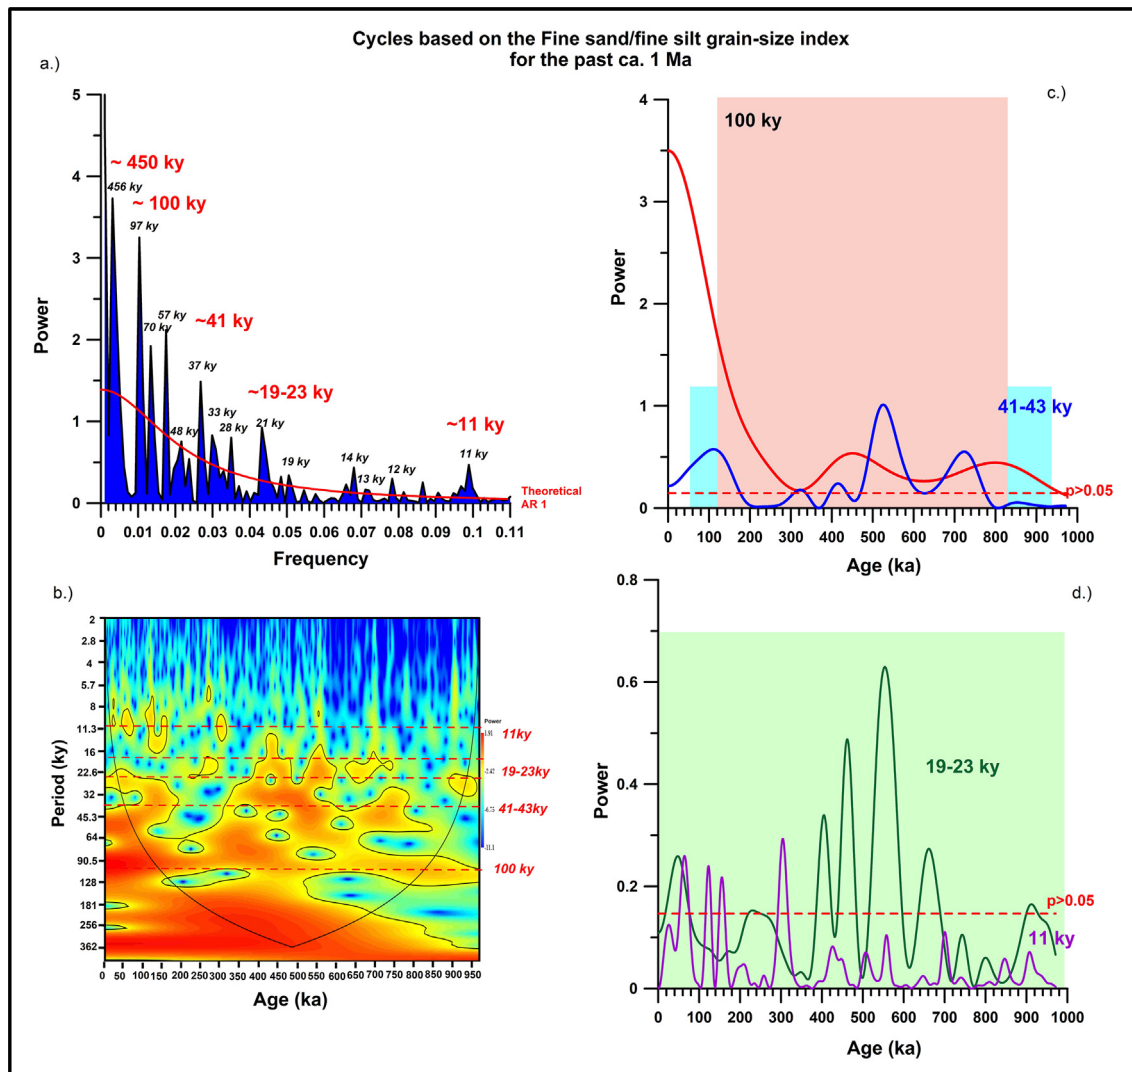 Cycles based on the Fine sand/fine silt grain-size index
for the past ca. 1 Ma
a.)
5
4
3
2
1
0
Power
~ 450 ky
456 ky
~ 100 ky
97 ky
70 ky
57 ky
~41 ky
48 ky
37 ky
33 ky
28 ky
~19-23 ky
21 ky
19 ky
14 ky
13 ky
12 ky
~11 ky
11 ky
Theoretical
AR 1
0 0.01 0.02 0.03 0.04 0.05 0.06 0.07 0.08 0.09 0.1 0.11
Frequency
c.)
4
3
2
1
0
Power
100 ky
41-43 ky
p>0.05
0 100 200 300 400 500 600 700 800 900 1000
Age (ka)
b.)
2
2.8
4
5.7
8
11.3
16
22.6
32
45.3
64
90.5
128
181
256
362
Period (ky)
Power
1.91
-2.42
-6.75
-11.1
11ky
19-23ky
41-43ky
100 ky
0 50 100 150 200 250 300 350 400 450 500 550 600 650 700 750 800 850 900 950
Age (ka)
d.)
0.8
0.6
0.4
0.2
0
Power
19-23 ky
p>0.05
11 ky
0 100 200 300 400 500 600 700 800 900 1000
Age (ka)